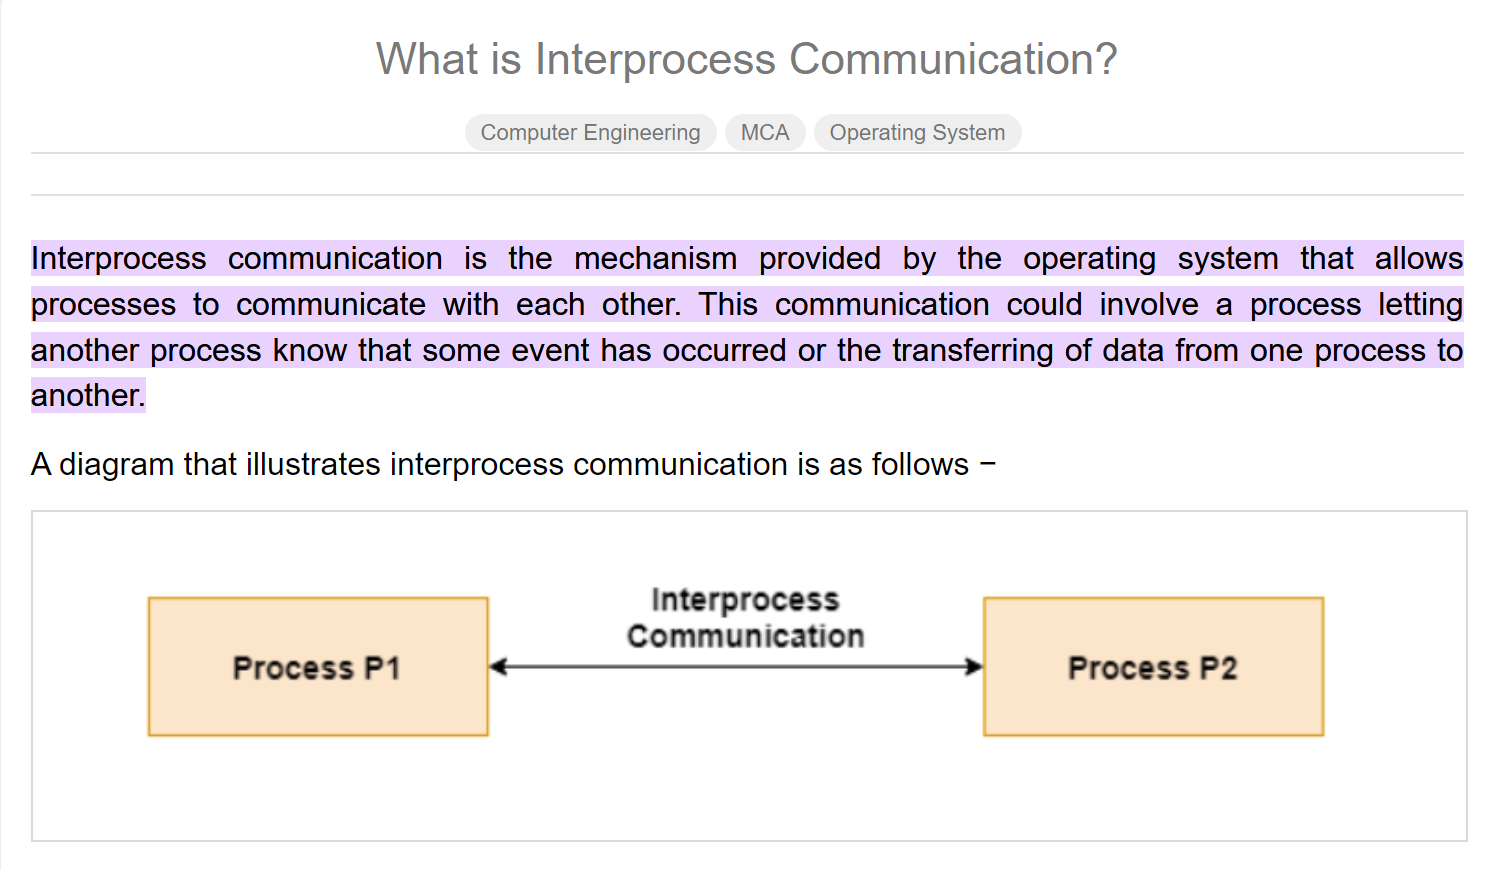 What is Interprocess Communication?
Computer Engineering MCA Operating System
Interprocess communication is the mechanism provided by the operating system that allows
processes to communicate with each other. This communication could involve a process letting
another process know that some event has occurred or the transferring of data from one process to
another.
A diagram that illustrates interprocess communication is as follows −
Interprocess
Communication
Process P1
Process P2